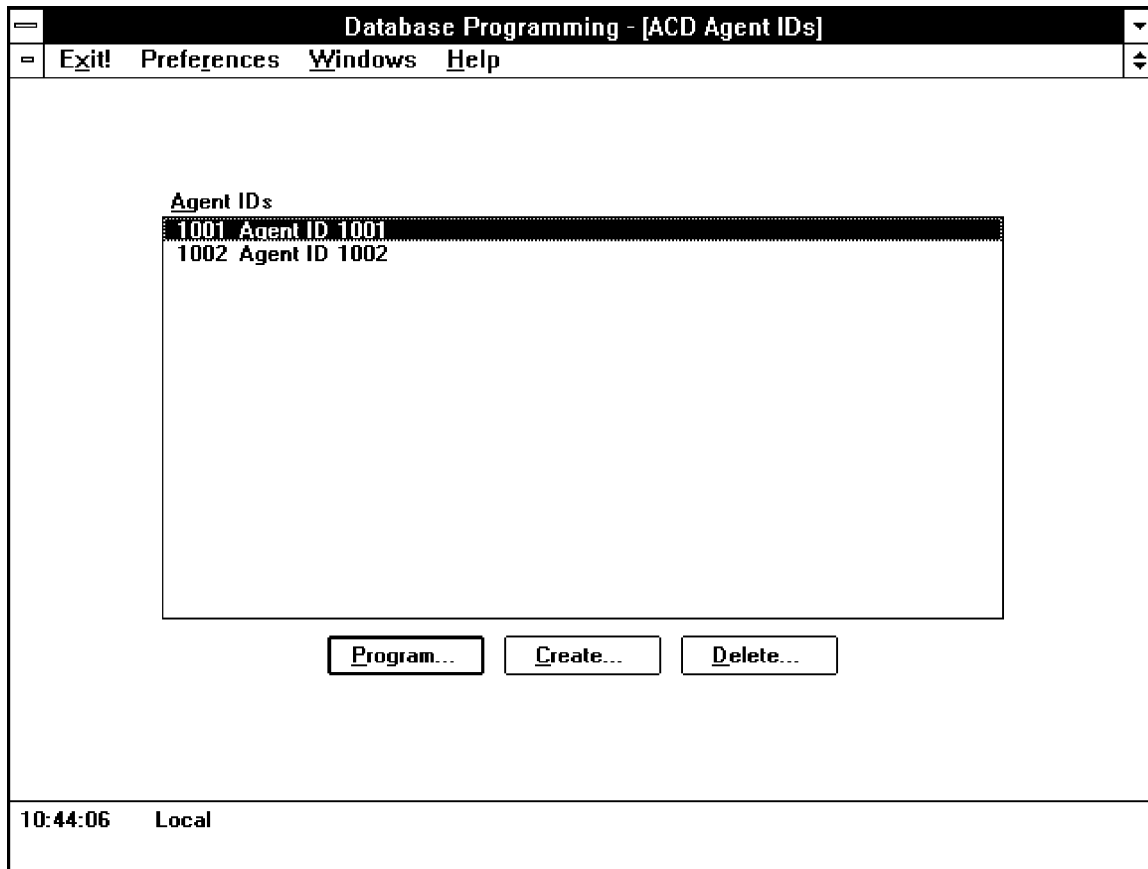 Database Programming - [ACD Agent IDs]
Exit! Preferences Windows Help
Agent IDs
1001 Agent ID 1001
1002 Agent ID 1002
Program... Create... Delete...
10:44:06 Local